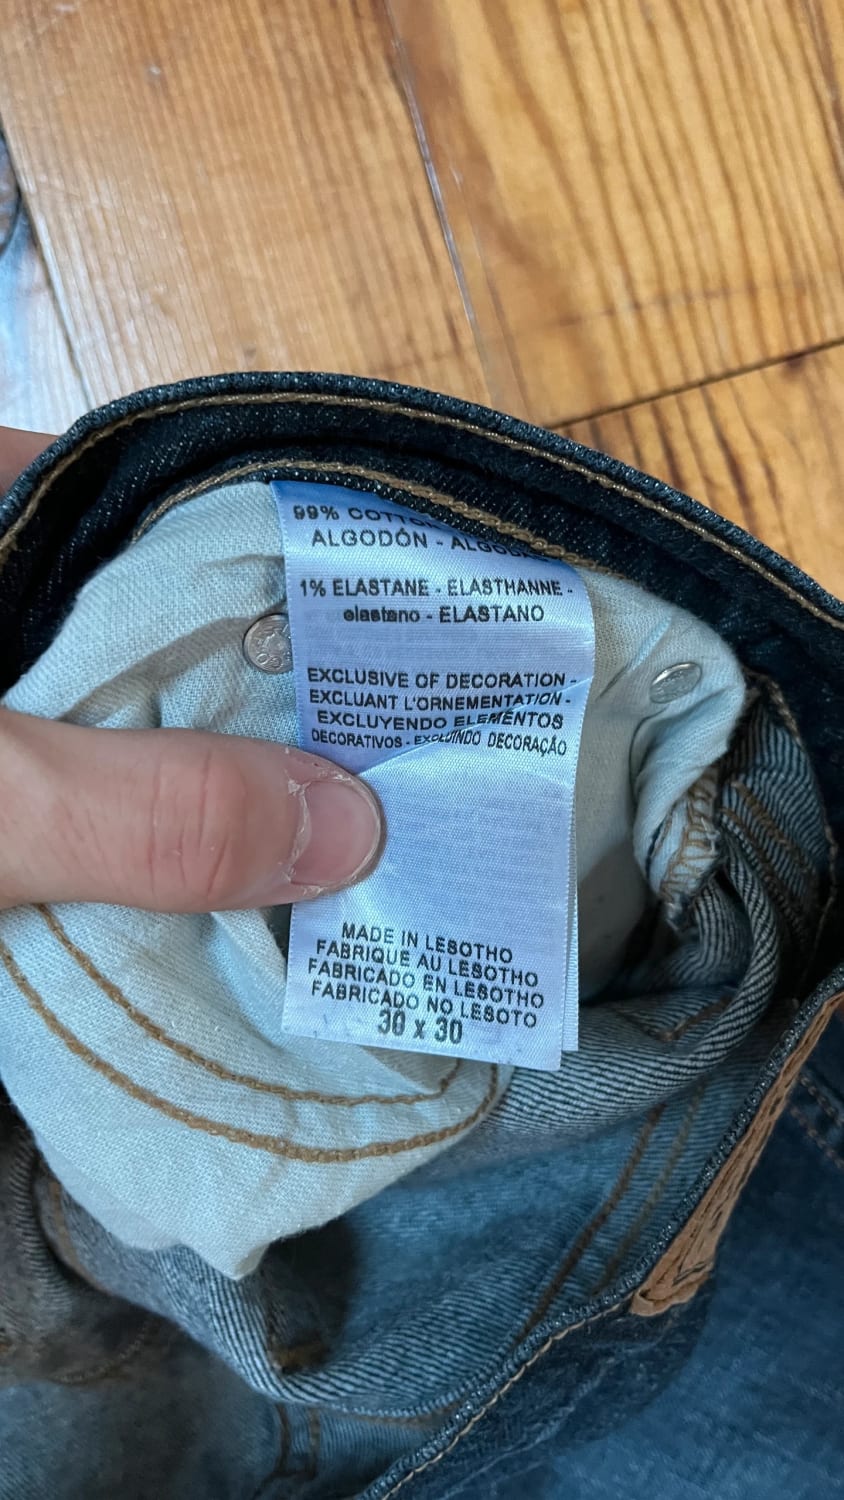 99% COTTON
ALGODÓN - ALGODÃO
1% ELASTANE - ELASTHANNE -
elastano - ELASTANO
EXCLUSIVE OF DECORATION -
EXCLUANT L'ORNEMENTATION -
EXCLUYENDO ELEMENTOS
DECORATIVOS - EXCLUINDO DECORAÇÃO
MADE IN LESOTHO
FABRIQUE AU LESOTHO
FABRICADO EN LESOTHO
FABRICADO NO LESOTO
30 x 30